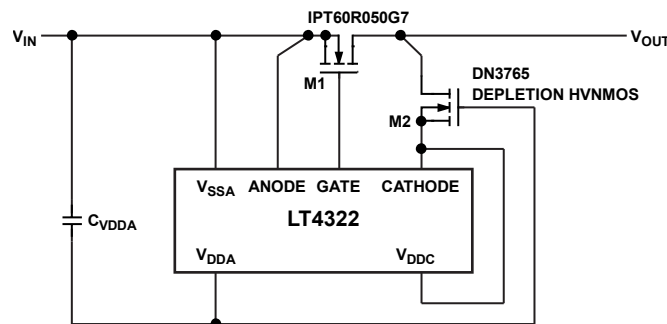 IPT60R050G7
VIN
VOUT
M1
DN3765
DEPLETION HVNMOS
M2
VSSA ANODE GATE CATHODE
LT4322
CVDDA
VDDA VDDC